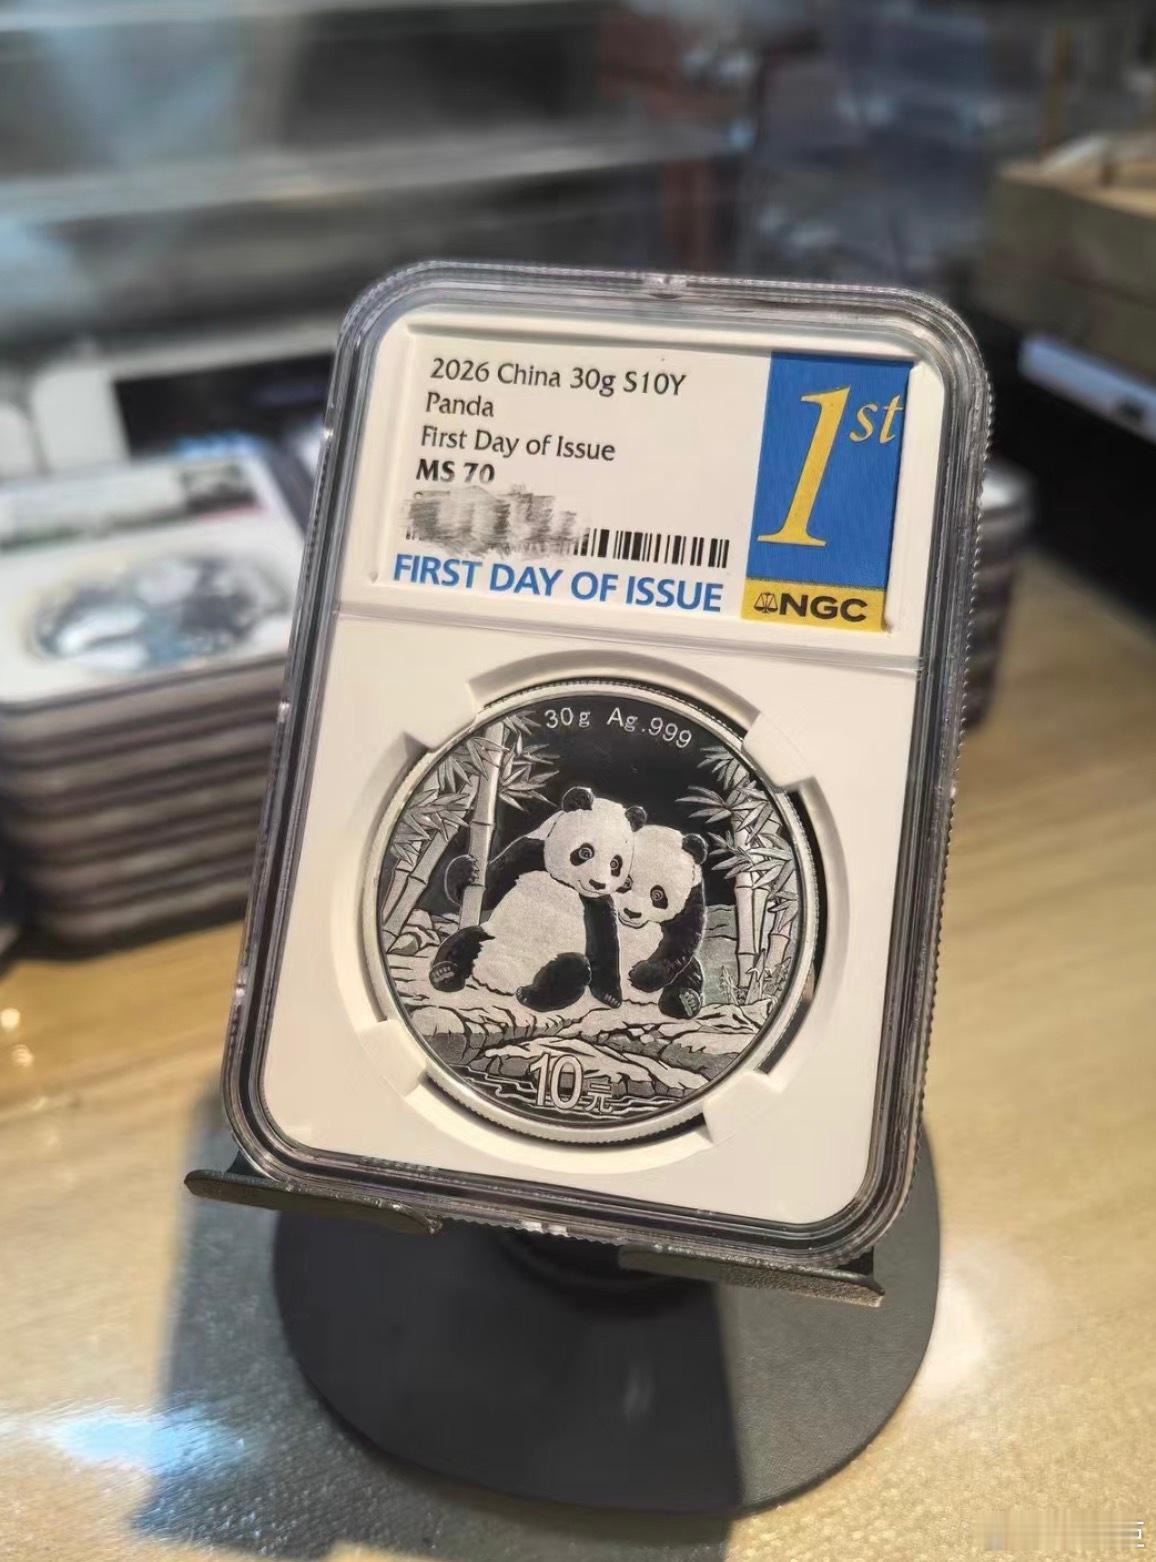 2026 China 30g S10Y
Panda
First Day of Issue
MS 70
FIRST DAY OF ISSUE
1st
NGC
30g Ag.999
10元